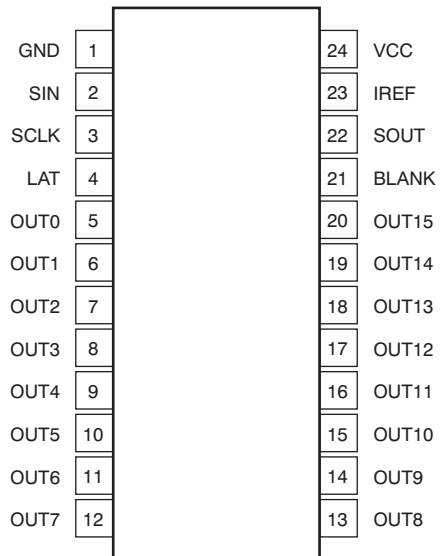 GND 1 24 VCC
SIN 2 23 IREF
SCLK 3 22 SOUT
LAT 4 21 BLANK
OUT0 5 20 OUT15
OUT1 6 19 OUT14
OUT2 7 18 OUT13
OUT3 8 17 OUT12
OUT4 9 16 OUT11
OUT5 10 15 OUT10
OUT6 11 14 OUT9
OUT7 12 13 OUT8